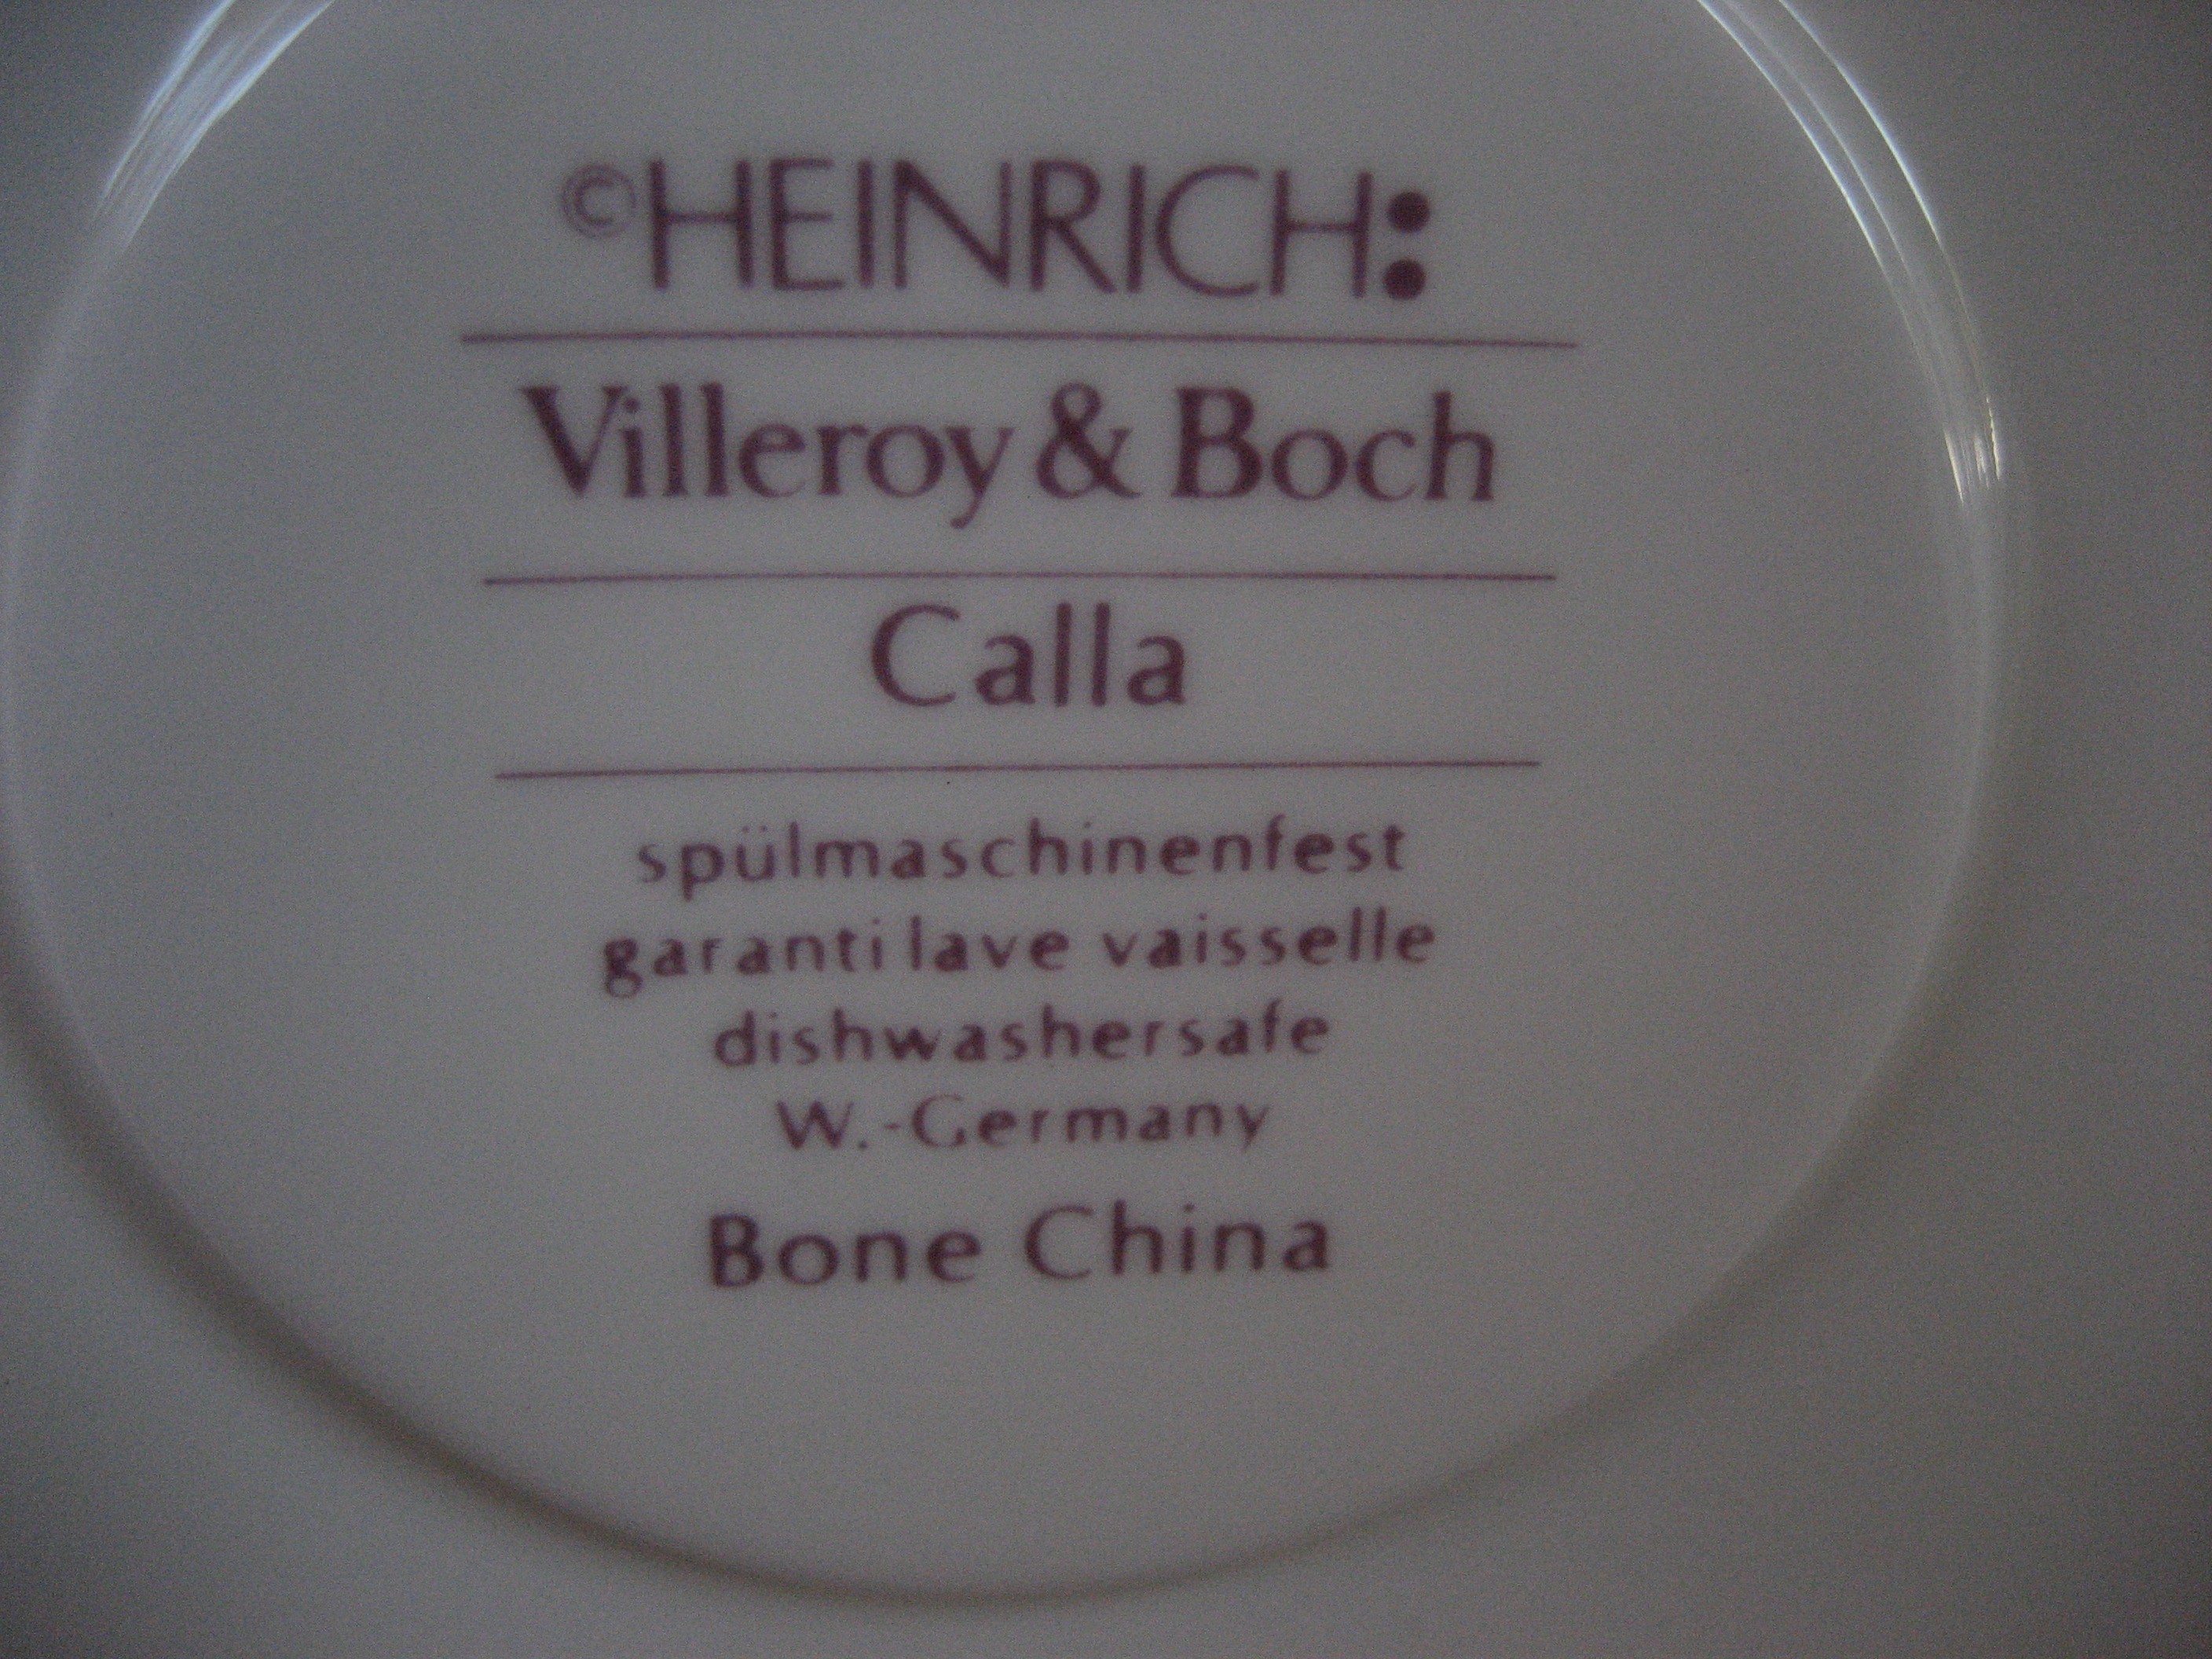 ©HEINRICH:
Villeroy & Boch
Calla
spülmaschinenfest
garanti lave vaisselle
dishwashersafe
W.-Germany
Bone China